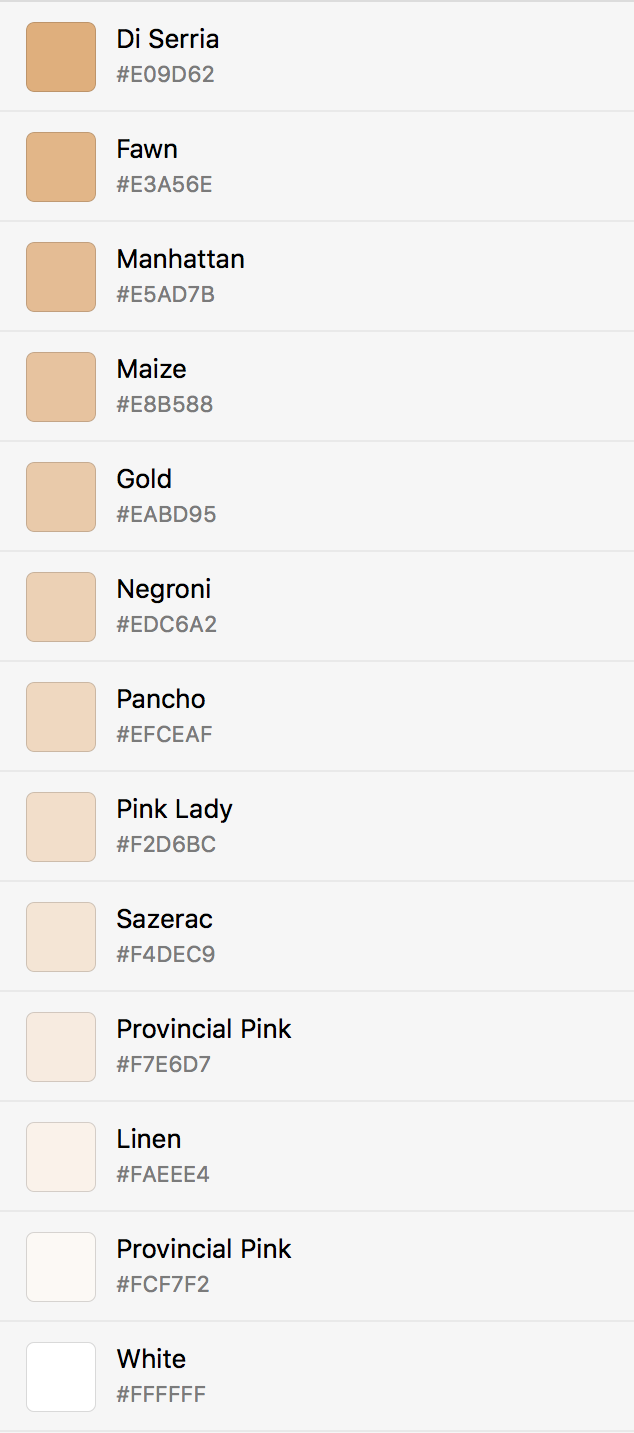 Di Serria
#E09D62
Fawn
#E3A56E
Manhattan
#E5AD7B
Maize
#E8B588
Gold
#EABD95
Negroni
#EDC6A2
Pancho
#EFCEAF
Pink Lady
#F2D6BC
Sazerac
#F4DEC9
Provincial Pink
#F7E6D7
Linen
#FAEEE4
Provincial Pink
#FCF7F2
White
#FFFFFF